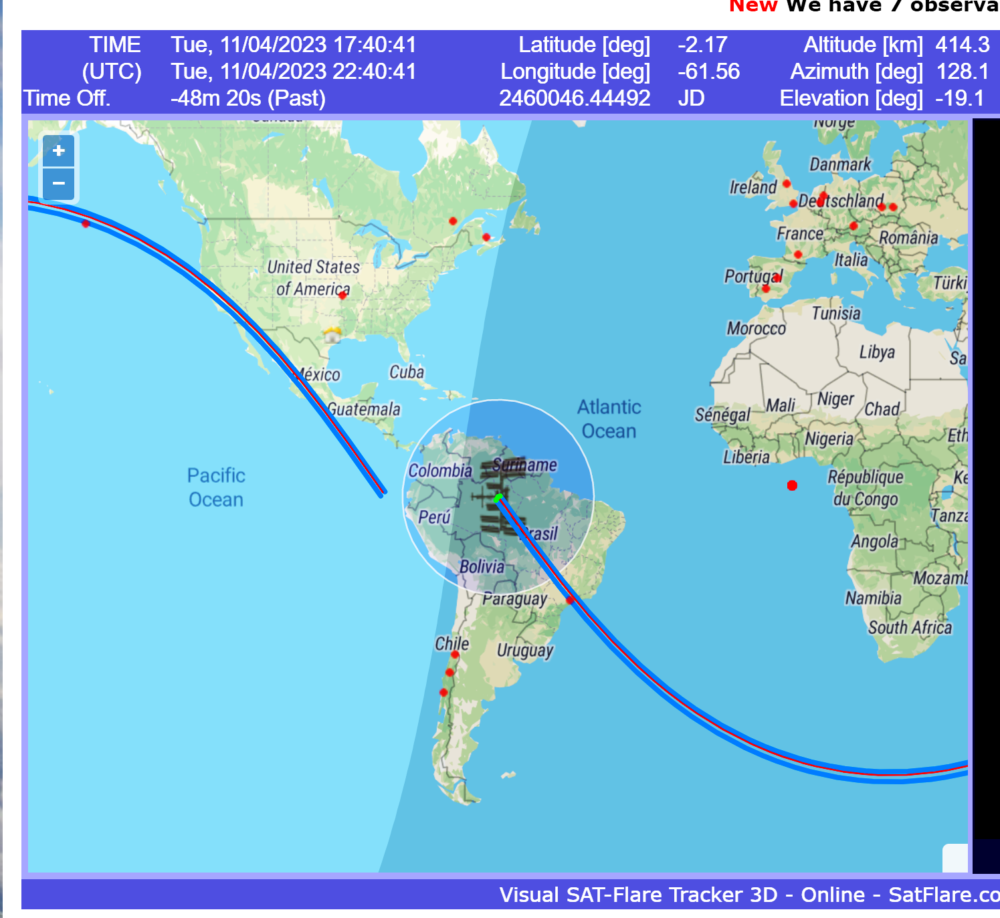 New We have 7 observa
TIME Tue, 11/04/2023 17:40:41 Latitude [deg] -2.17 Altitude [km] 414.3
(UTC) Tue, 11/04/2023 22:40:41 Longitude [deg] -61.56 Azimuth [deg] 128.1
Time Off. -48m 20s (Past) 2460046.44492 JD Elevation [deg] -19.1
Canada
Norge
+
−
Danmark
Ireland
Deutschland
France
România
Italia
United States
of America
Portugal
Türki
Tunisia
Morocco
Libya
Sa
México
Cuba
Guatemala
Atlantic
Ocean
Mali
Niger
Chad
Sénégal
Nigeria
Eth
Liberia
Colombia
Suriname
Pacific
Ocean
République
du Congo
Ke
Perú
Tanza
Brasil
Angola
Bolivia
Mozamb
Paraguay
Namibia
South Africa
Chile
Uruguay
Visual SAT-Flare Tracker 3D - Online - SatFlare.co